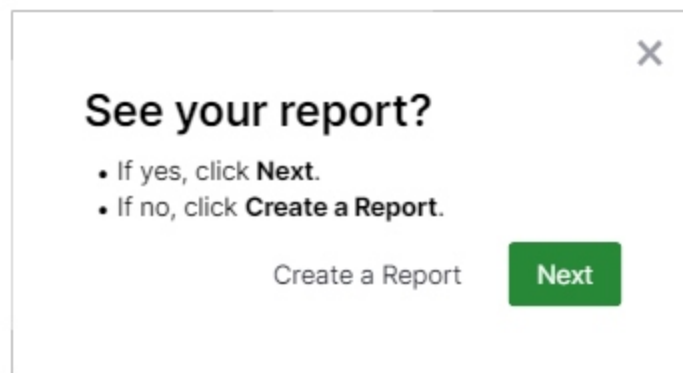 See your report?
• If yes, click Next.
• If no, click Create a Report.
Create a Report Next